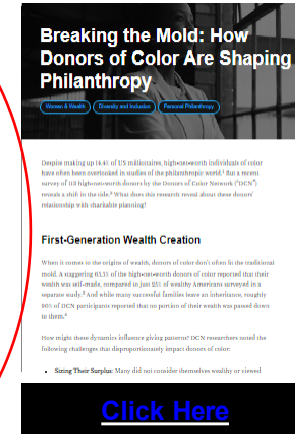 Breaking the Mold: How
Donors of Color Are Shaping
Philanthropy
Women & Wealth
Diversity and Inclusion
Personal Philanthropy
Despite making up 14.4% of US millionaires, high-net-worth individuals of color
have often been overlooked in studies of the philanthropic world.¹ But a recent
survey of 113 high-net-worth donors by the Donors of Color Network ("DCN")
reveals a shift in the tide.² What does this research reveal about these donors'
relationship with charitable planning?
First-Generation Wealth Creation
When it comes to the origins of wealth, donors of color don't often fit the traditional
mold. A staggering 63.1% of the high-net-worth donors of color reported that their
wealth was self-made, compared to just 25% of wealthy Americans surveyed in a
separate study.³ And while many successful families leave an inheritance, roughly
90% of DCN participants reported that no portion of their wealth was passed down
to them.⁴
How might these dynamics influence giving patterns? DCN researchers noted the
following challenges that disproportionately impact donors of color:
• Sizing Their Surplus: Many did not consider themselves wealthy or viewed
Click Here